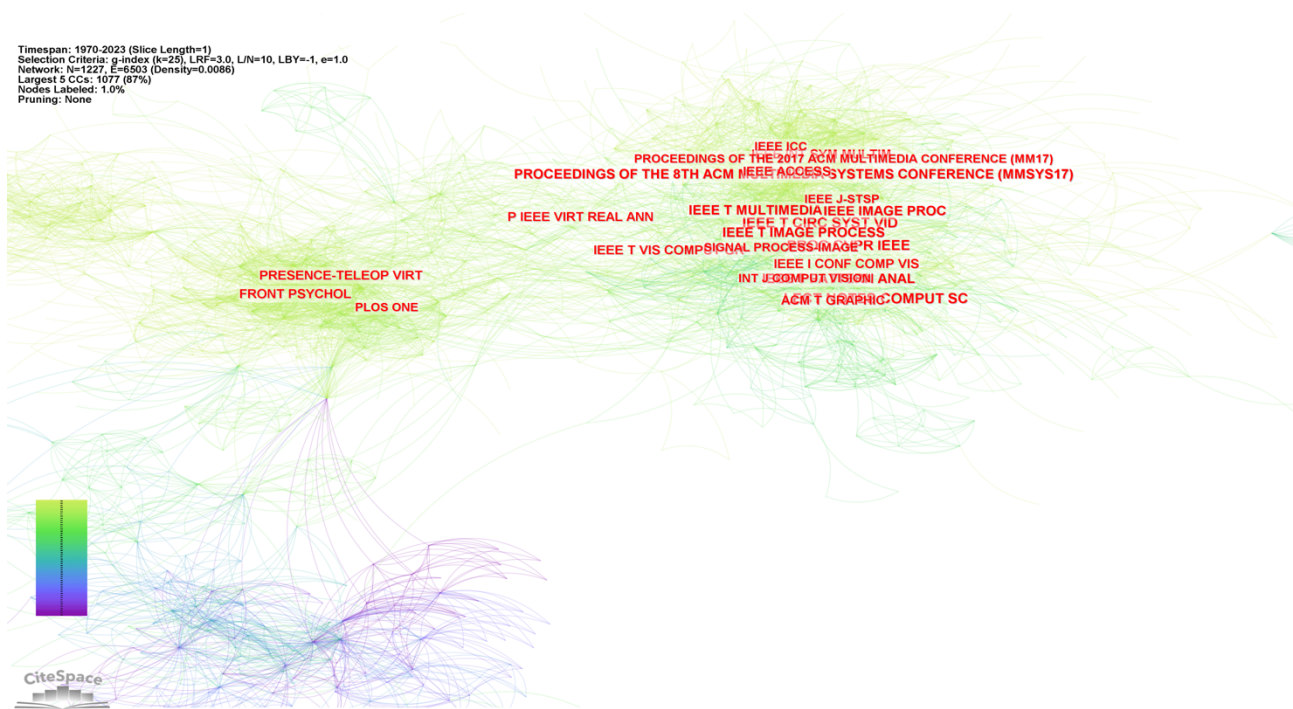 Timespan: 1970-2023 (Slice Length=1)
Selection Criteria: g-index (k=25), LRF=3.0, L/N=10, LBY=-1, e=1.0
Network: N=1227, E=6503 (Density=0.0086)
Largest 5 CCs: 1077 (87%)
Nodes Labeled: 1.0%
Pruning: None
IEEE ICC
SYM MULTIM
PROCEEDINGS OF THE 2017 ACM MULTIMEDIA CONFERENCE (MM17)
IEEE ACCESS
PROCEEDINGS OF THE 8TH ACM MULTIMEDIA SYSTEMS CONFERENCE (MMSYS17)
IEEE J-STSP
IEEE T MULTIMEDIA
IEEE IMAGE PROC
P IEEE VIRT REAL ANN
IEEE T CIRC SYST VID
IEEE T IMAGE PROCESS
IEEE T VIS COMPUT GR
SIGNAL PROCESS-IMAGE
PR IEEE
IEEE I CONF COMP VIS
PRESENCE-TELEOP VIRT
INT J COMPUT VISION
ANAL
FRONT PSYCHOL
ACM T GRAPHIC
COMPUT SC
PLOS ONE
CiteSpace